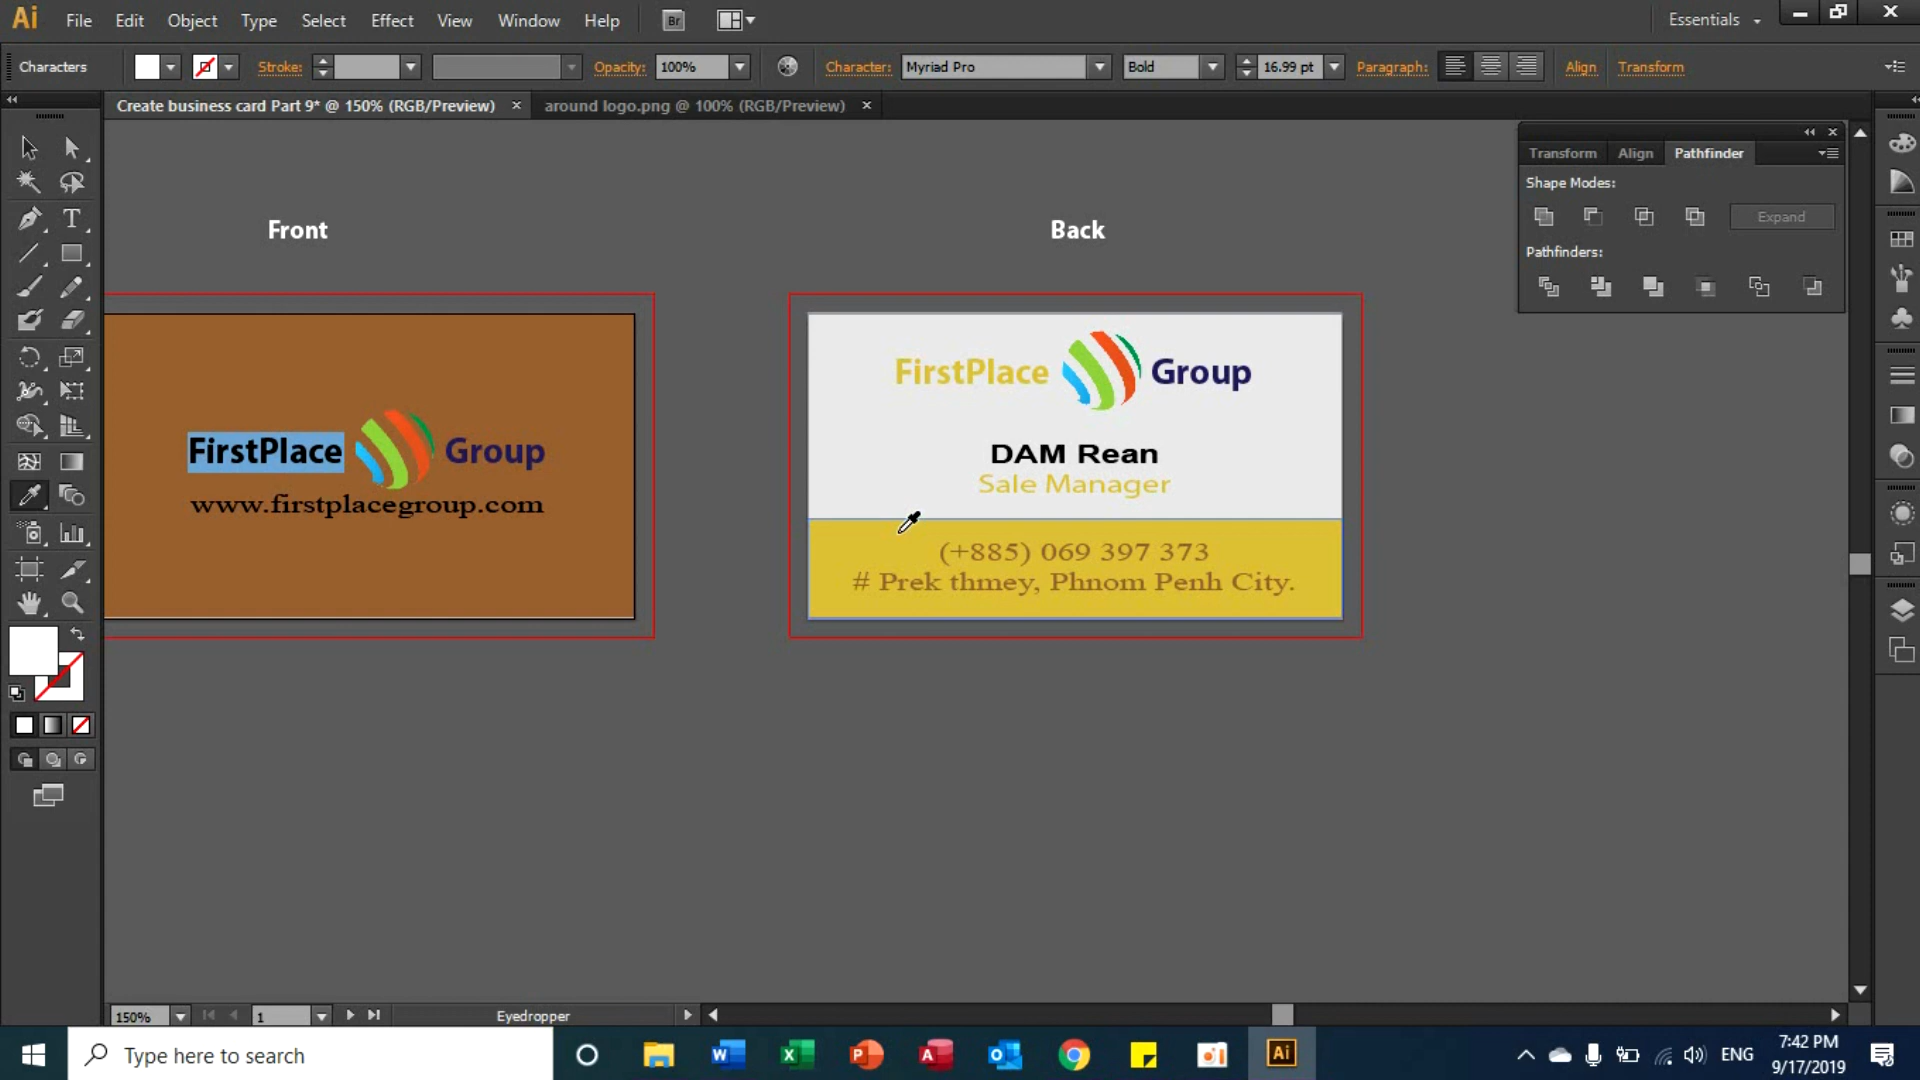 Ai File Edit Object Type Select Effect View Window Help Br Essentials
Characters Stroke: Opacity: 100% Character: Myriad Pro Bold 16.99 pt Paragraph: Align Transform
Create business card Part 9* @ 150% (RGB/Preview) around logo.png @ 100% (RGB/Preview)
Transform Align Pathfinder
Shape Modes:
Expand
Pathfinders:
Front
Back
FirstPlace Group
www.firstplacegroup.com
FirstPlace Group
DAM Rean
Sale Manager
(+885) 069 397 373
# Prek thmey, Phnom Penh City.
150% 1 Eyedropper
Type here to search
ENG
7:42 PM
9/17/2019